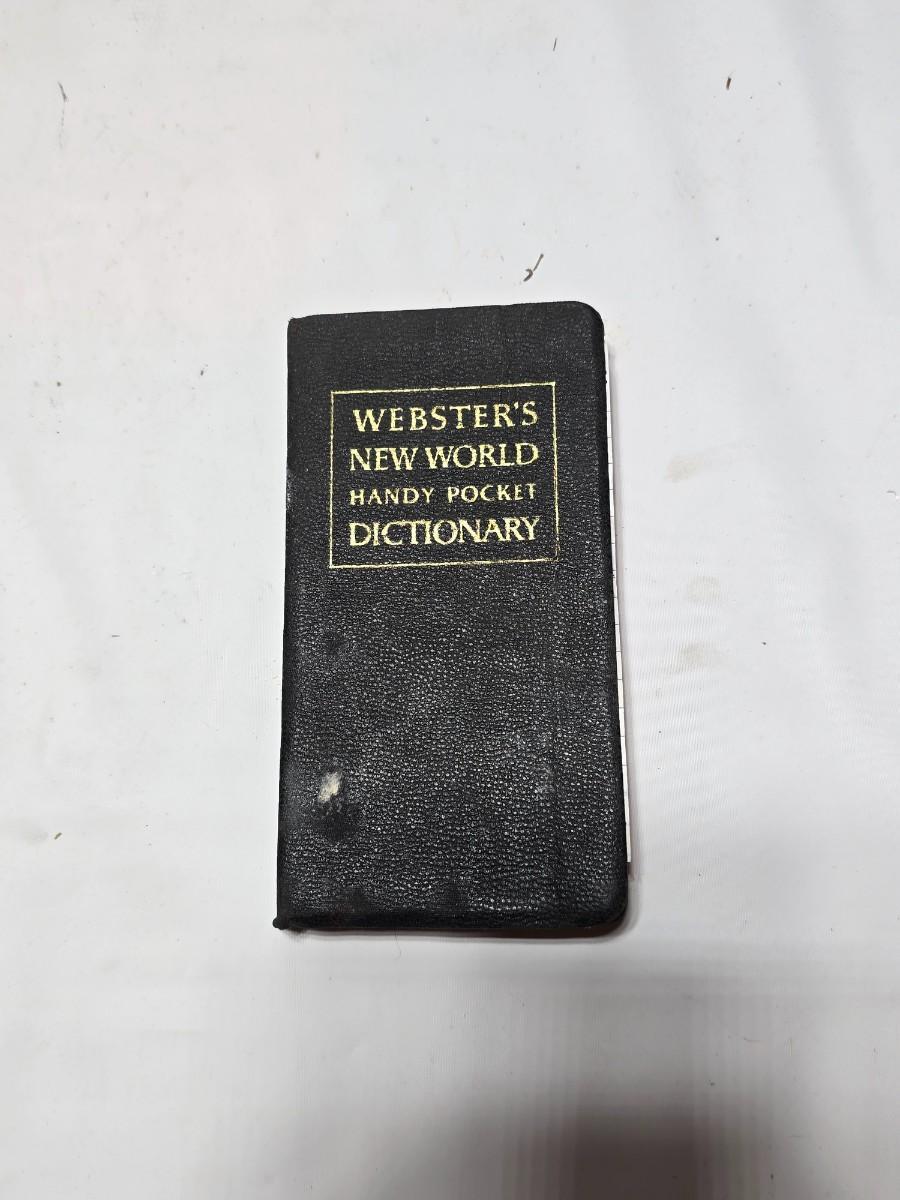 WEBSTER'S
NEW WORLD
HANDY POCKET
DICTIONARY